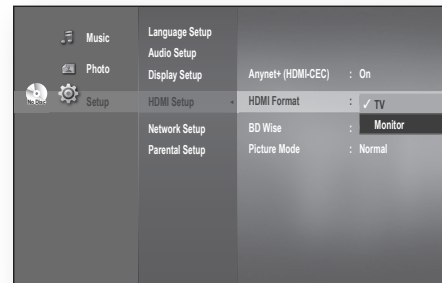 Music
Photo
Setup
No Disc
Language Setup
Audio Setup
Display Setup
HDMI Setup
Network Setup
Parental Setup
Anynet+ (HDMI-CEC) : On
HDMI Format : ✓ TV
Monitor
BD Wise :
Picture Mode : Normal